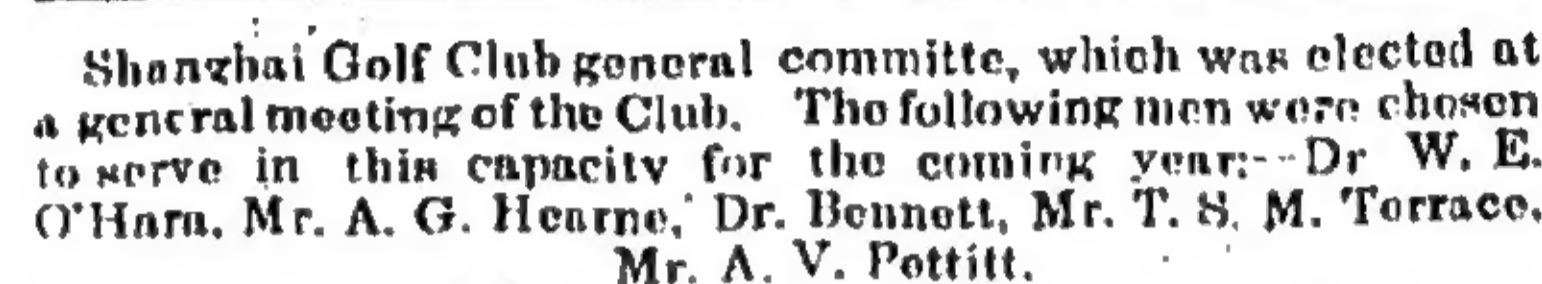 Shanghai Golf Club general committe, which was elected at
a general meeting of the Club. The following men were chosen
to serve in this capacity for the coming year:--Dr W. E.
O'Hara, Mr. A. G. Hearne, Dr. Bennett, Mr. T. S. M. Terrace,
Mr. A. V. Pettitt.